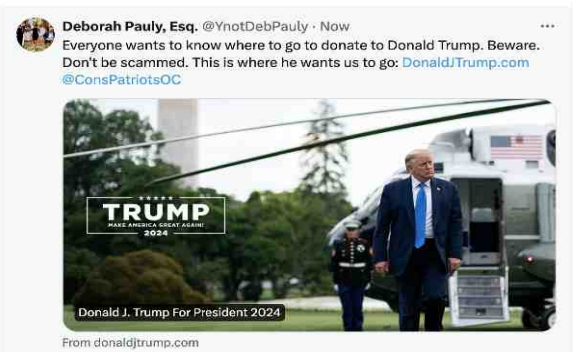 Deborah Pauly, Esq. @YnotDebPauly · Now
Everyone wants to know where to go to donate to Donald Trump. Beware.
Don't be scammed. This is where he wants us to go: DonaldJTrump.com
@ConsPatriotsOC
TRUMP
MAKE AMERICA GREAT AGAIN!
2024
Donald J. Trump For President 2024
From donaldjtrump.com